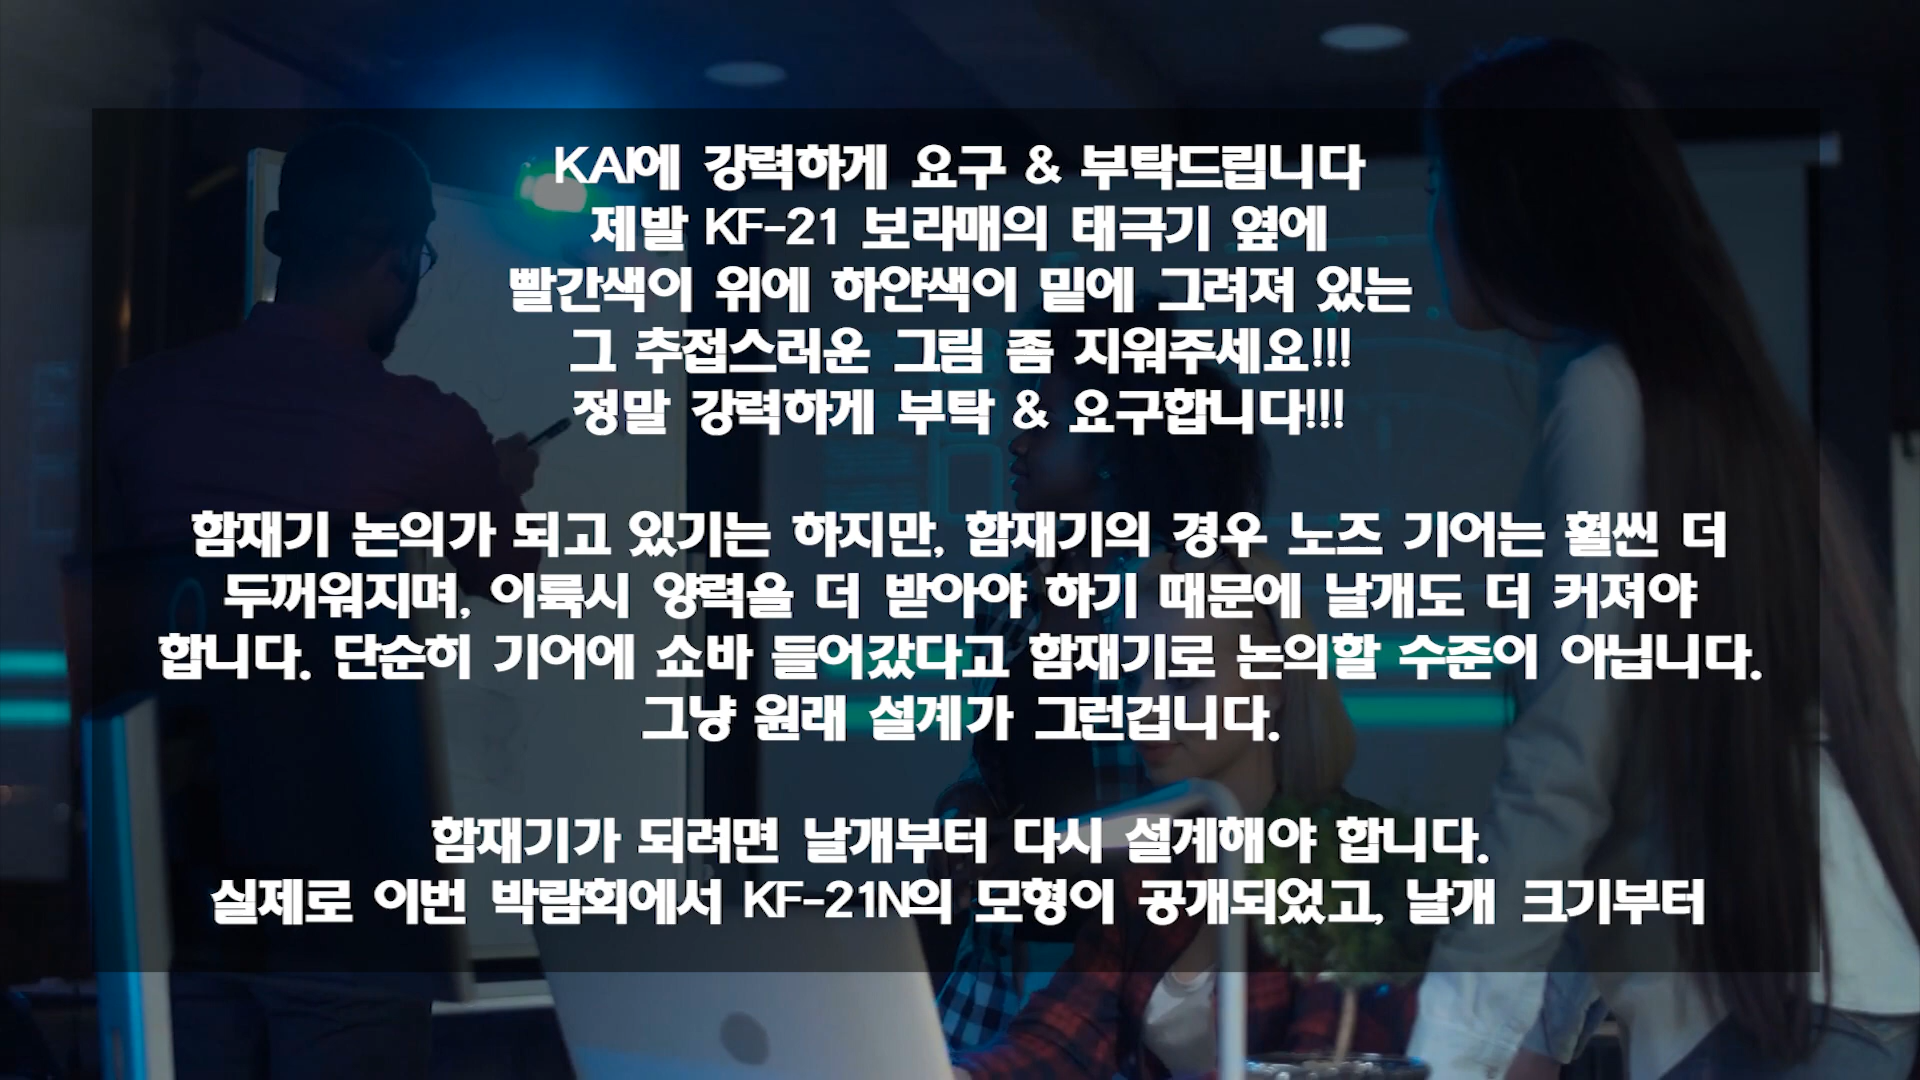 KAI에 강력하게 요구 & 부탁드립니다
제발 KF-21 보라매의 태극기 옆에
빨간색이 위에 하얀색이 밑에 그려져 있는
그 추접스러운 그림 좀 지워주세요!!!
정말 강력하게 부탁 & 요구합니다!!!
함재기 논의가 되고 있기는 하지만, 함재기의 경우 노즈 기어는 훨씬 더
두꺼워지며, 이륙시 양력을 더 받아야 하기 때문에 날개도 더 커져야
합니다. 단순히 기어에 쇼바 들어갔다고 함재기로 논의할 수준이 아닙니다.
그냥 원래 설계가 그런겁니다.
함재기가 되려면 날개부터 다시 설계해야 합니다.
실제로 이번 박람회에서 KF-21N의 모형이 공개되었고, 날개 크기부터